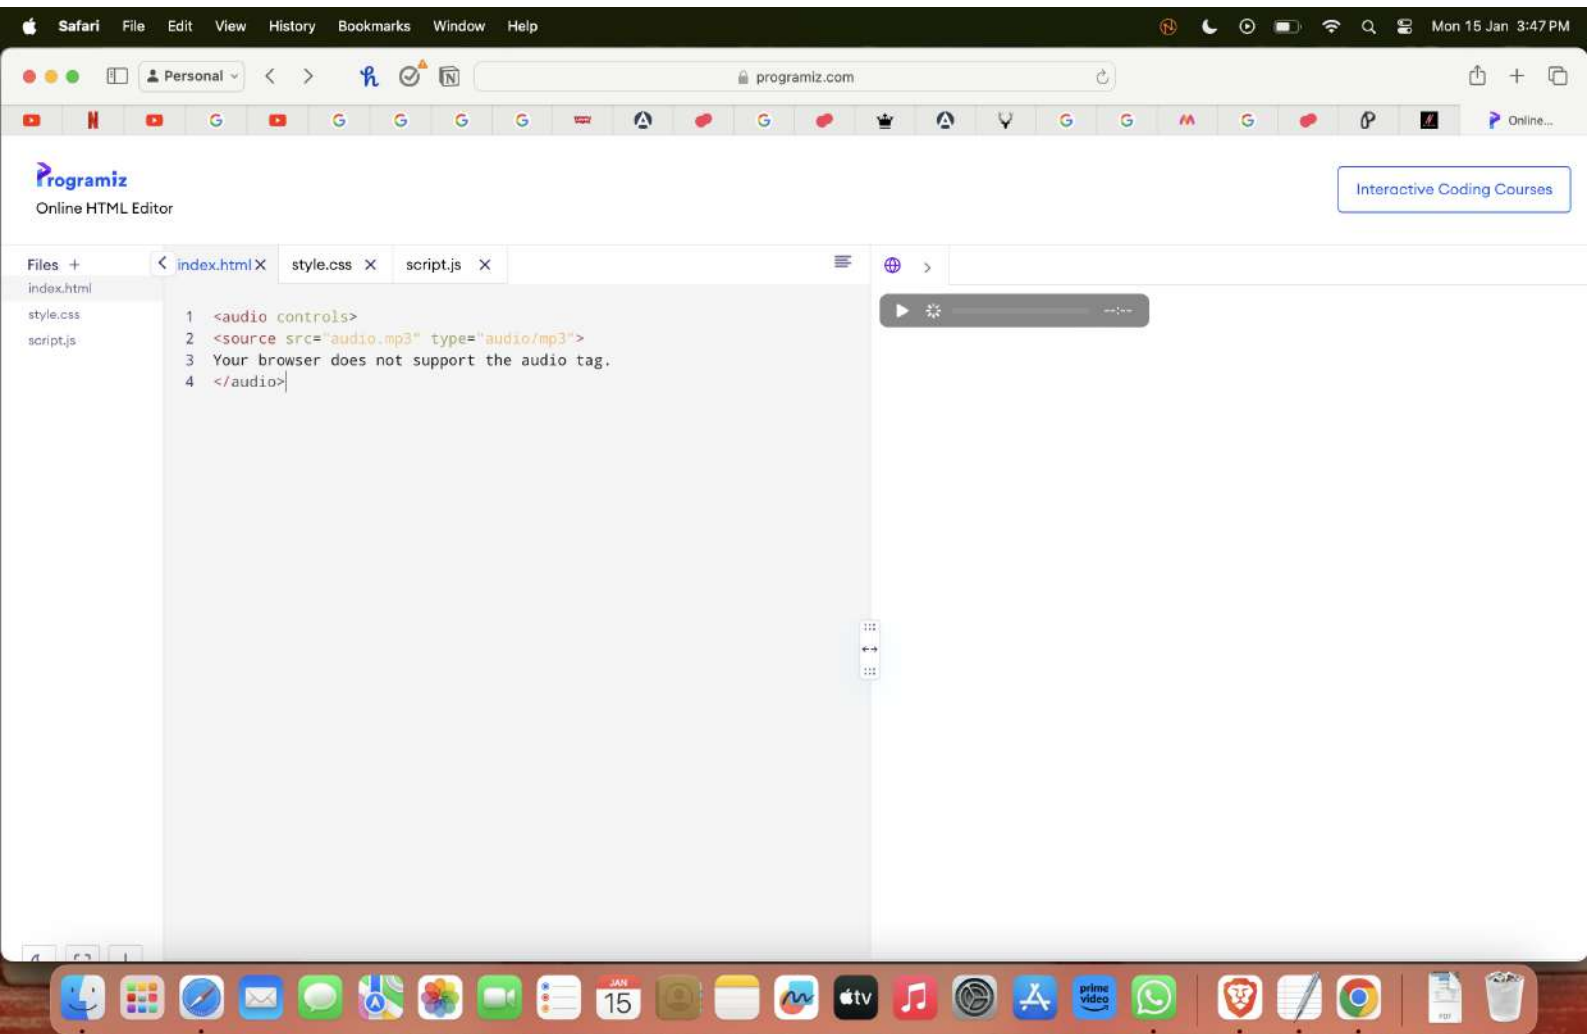 Safari File Edit View History Bookmarks Window Help Mon 15 Jan 3:47 PM
Personal programiz.com
Online...
Programiz
Online HTML Editor
Interactive Coding Courses
Files + index.html X style.css X script.js X
index.html
style.css
script.js
1 <audio controls>
2 <source src="audio.mp3" type="audio/mp3">
3 Your browser does not support the audio tag.
4 </audio>
--:--
JAN
15
tv
prime
video
PDF